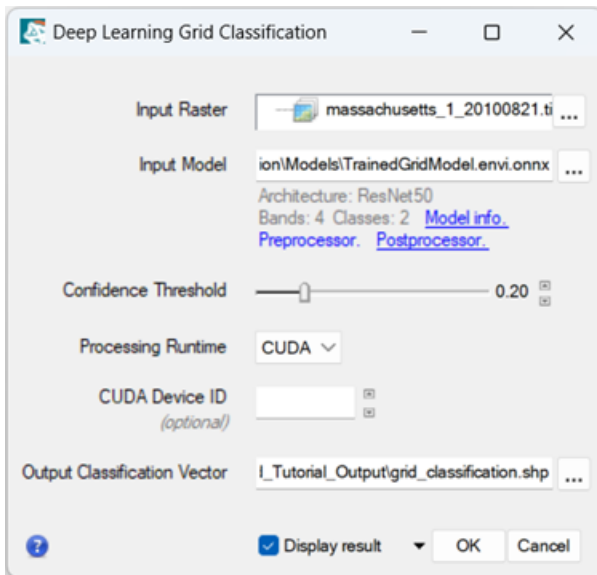 Deep Learning Grid Classification
Input Raster massachusetts_1_20100821.ti ...
Input Model ion\Models\TrainedGridModel.envi.onnx ...
Architecture: ResNet50
Bands: 4 Classes: 2 Model info.
Preprocessor. Postprocessor.
Confidence Threshold 0.20
Processing Runtime CUDA
CUDA Device ID
(optional)
Output Classification Vector l_Tutorial_Output\grid_classification.shp ...
? Display result OK Cancel